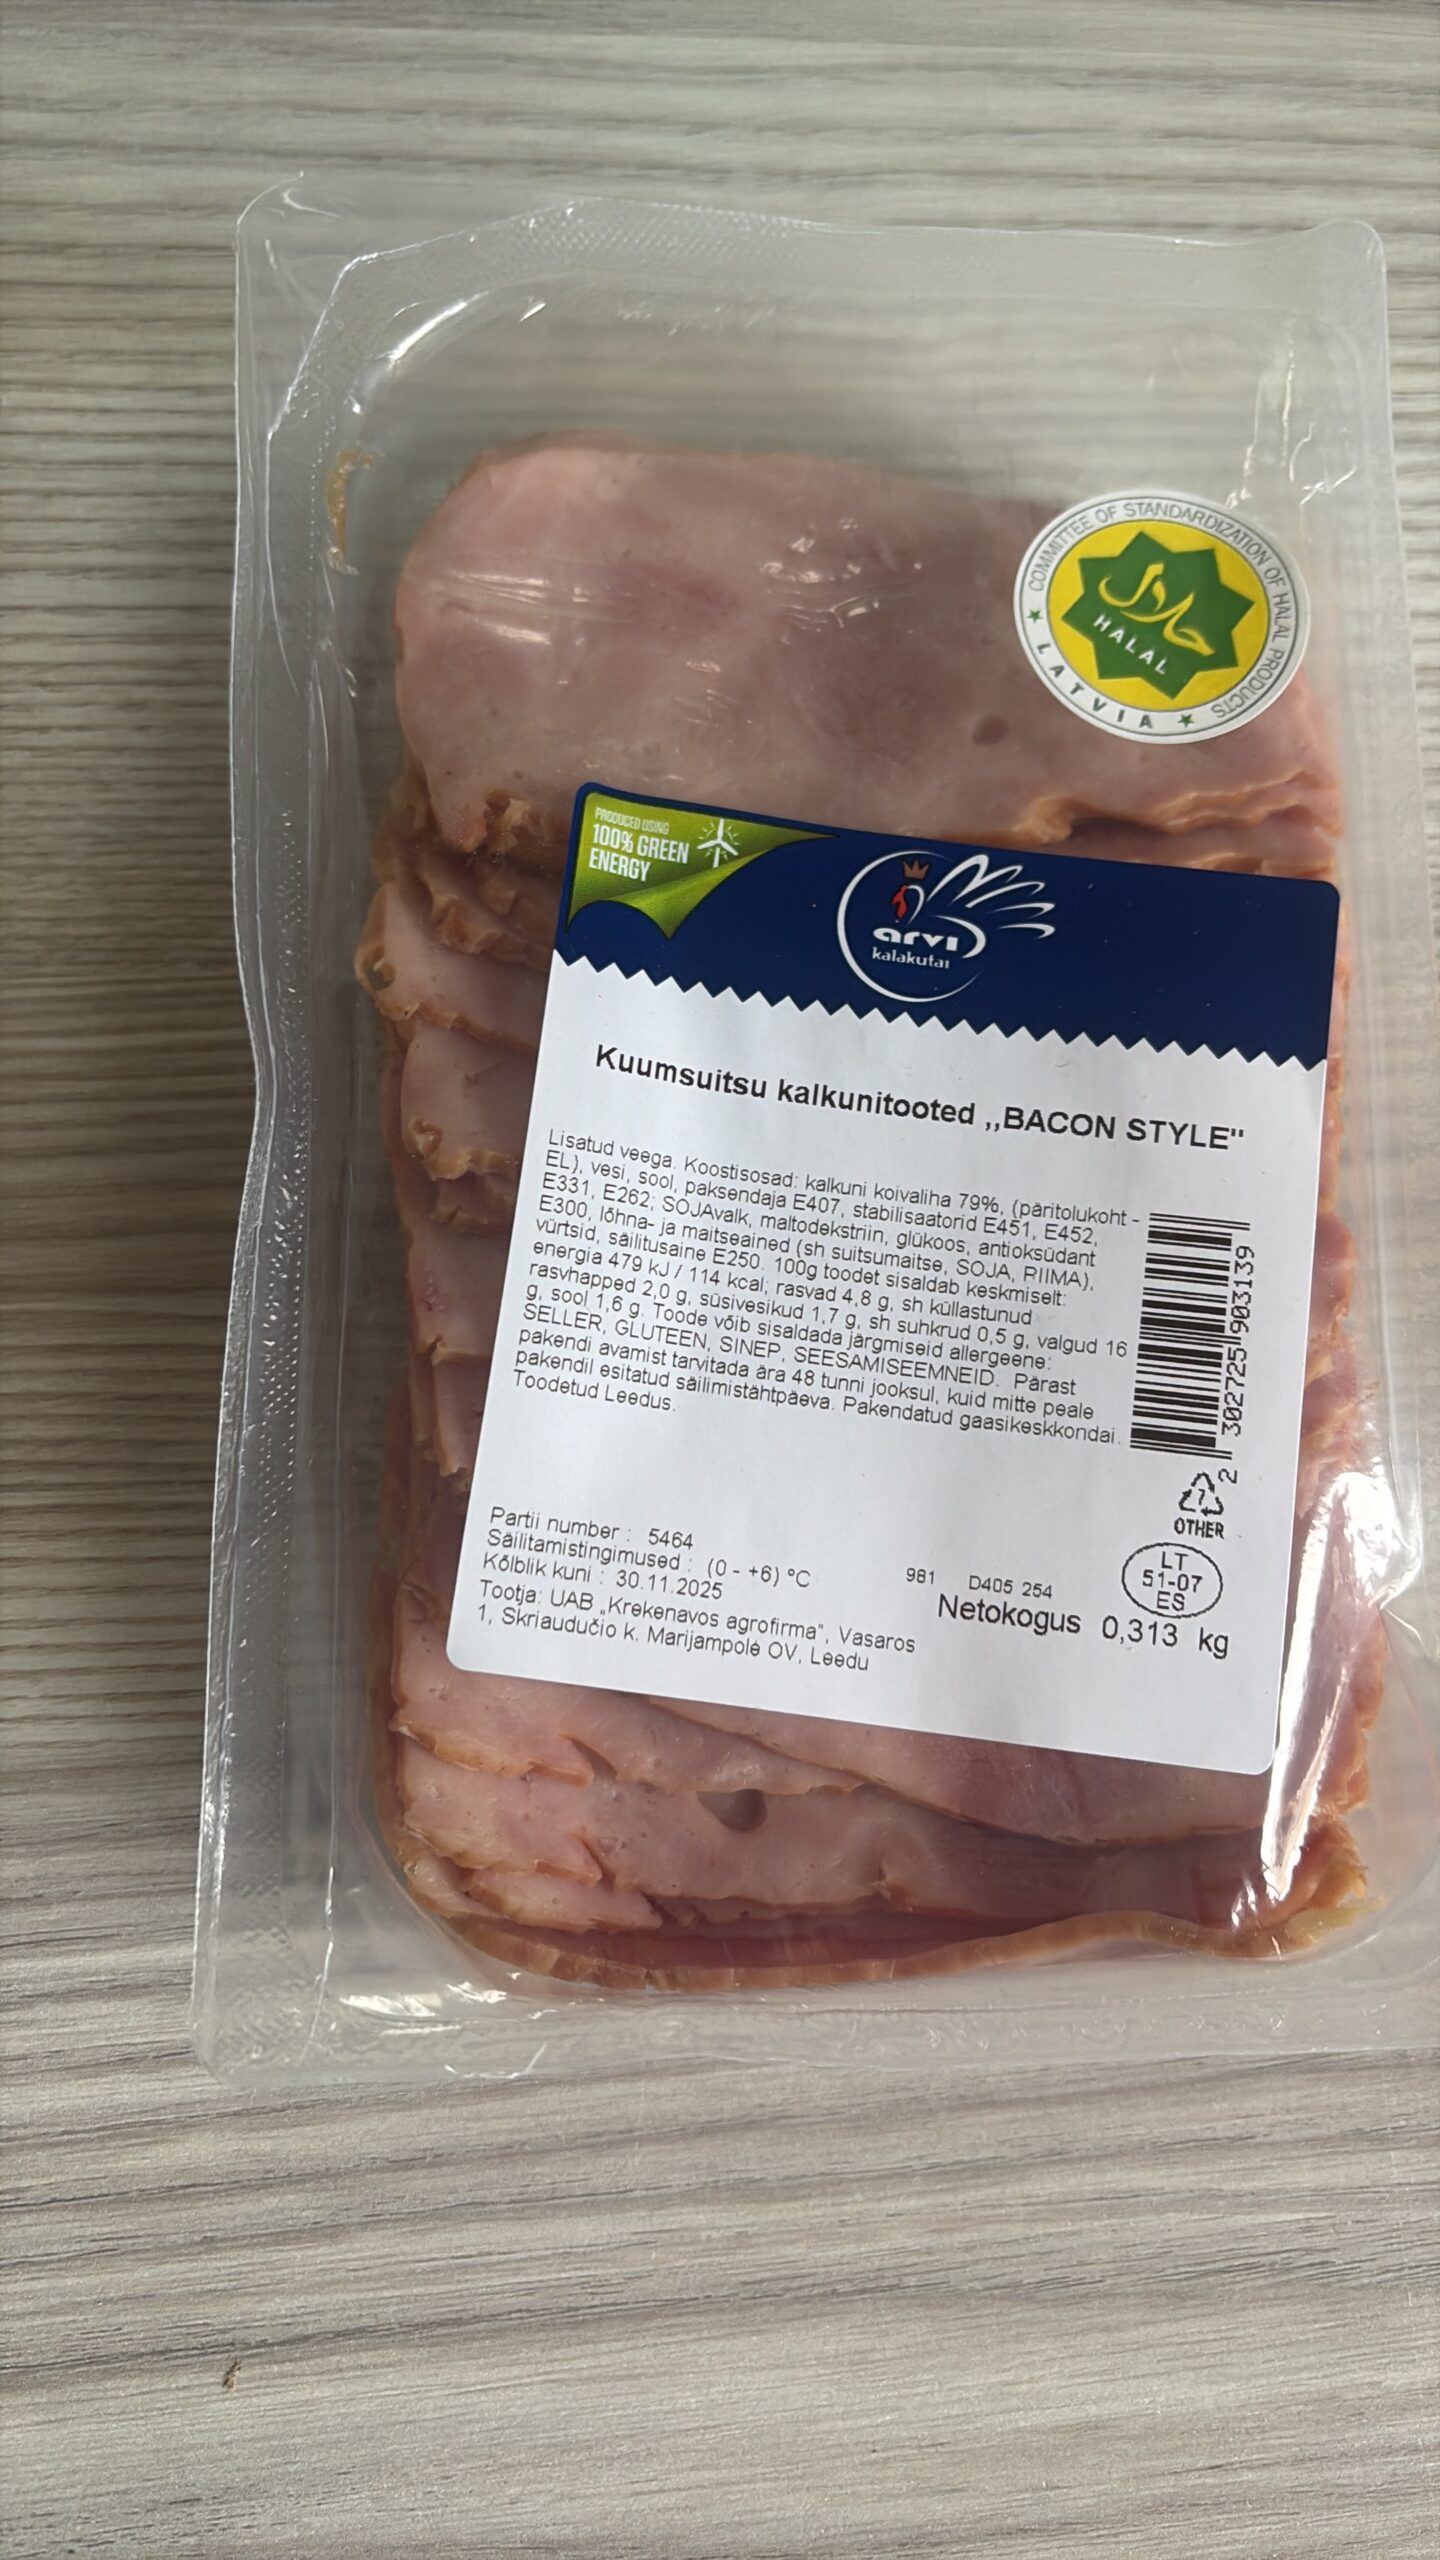 COMMITTEE OF STANDARDIZATION OF HALAL PRODUCTS
حلال
HALAL
★ LATVIA ★
PRODUCED USING
100% GREEN
ENERGY
arvi
kalakutai
Kuumsuitsu kalkunitooted ,,BACON STYLE"
Lisatud veega. Koostisosad: kalkuni koivaliha 79%, (päritolukoht -
EL), vesi, sool, paksendaja E407, stabilisaatorid E451, E452,
E331, E262; SOJAvalk, maltodekstriin, glükoos, antioksüdant
E300, lõhna- ja maitseained (sh suitsumaitse, SOJA, PIIMA),
vürtsid, säilitusaine E250. 100g toodet sisaldab keskmiselt:
energia 479 kJ / 114 kcal; rasvad 4,8 g, sh küllastunud
rasvhapped 2,0 g, süsivesikud 1,7 g, sh suhkrud 0,5 g, valgud 16
g, sool 1,6 g. Toode võib sisaldada järgmiseid allergeene:
SELLER, GLUTEEN, SINEP, SEESAMISEEMNEID. Pärast
pakendi avamist tarvitada ära 48 tunni jooksul, kuid mitte peale
pakendil esitatud säilimistähtpäeva. Pakendatud gaasikeskkondai.
Toodetud Leedus.
2 302725 903139
7
OTHER
Partii number : 5464
Säilitamistingimused : (0 - +6) °C
Kõlblik kuni : 30.11.2025
Tootja: UAB „Krekenavos agrofirma", Vasaros
1, Skriaudučio k. Marijampolė OV, Leedu
981 D405 254
Netokogus 0,313 kg
LT
51-07
ES